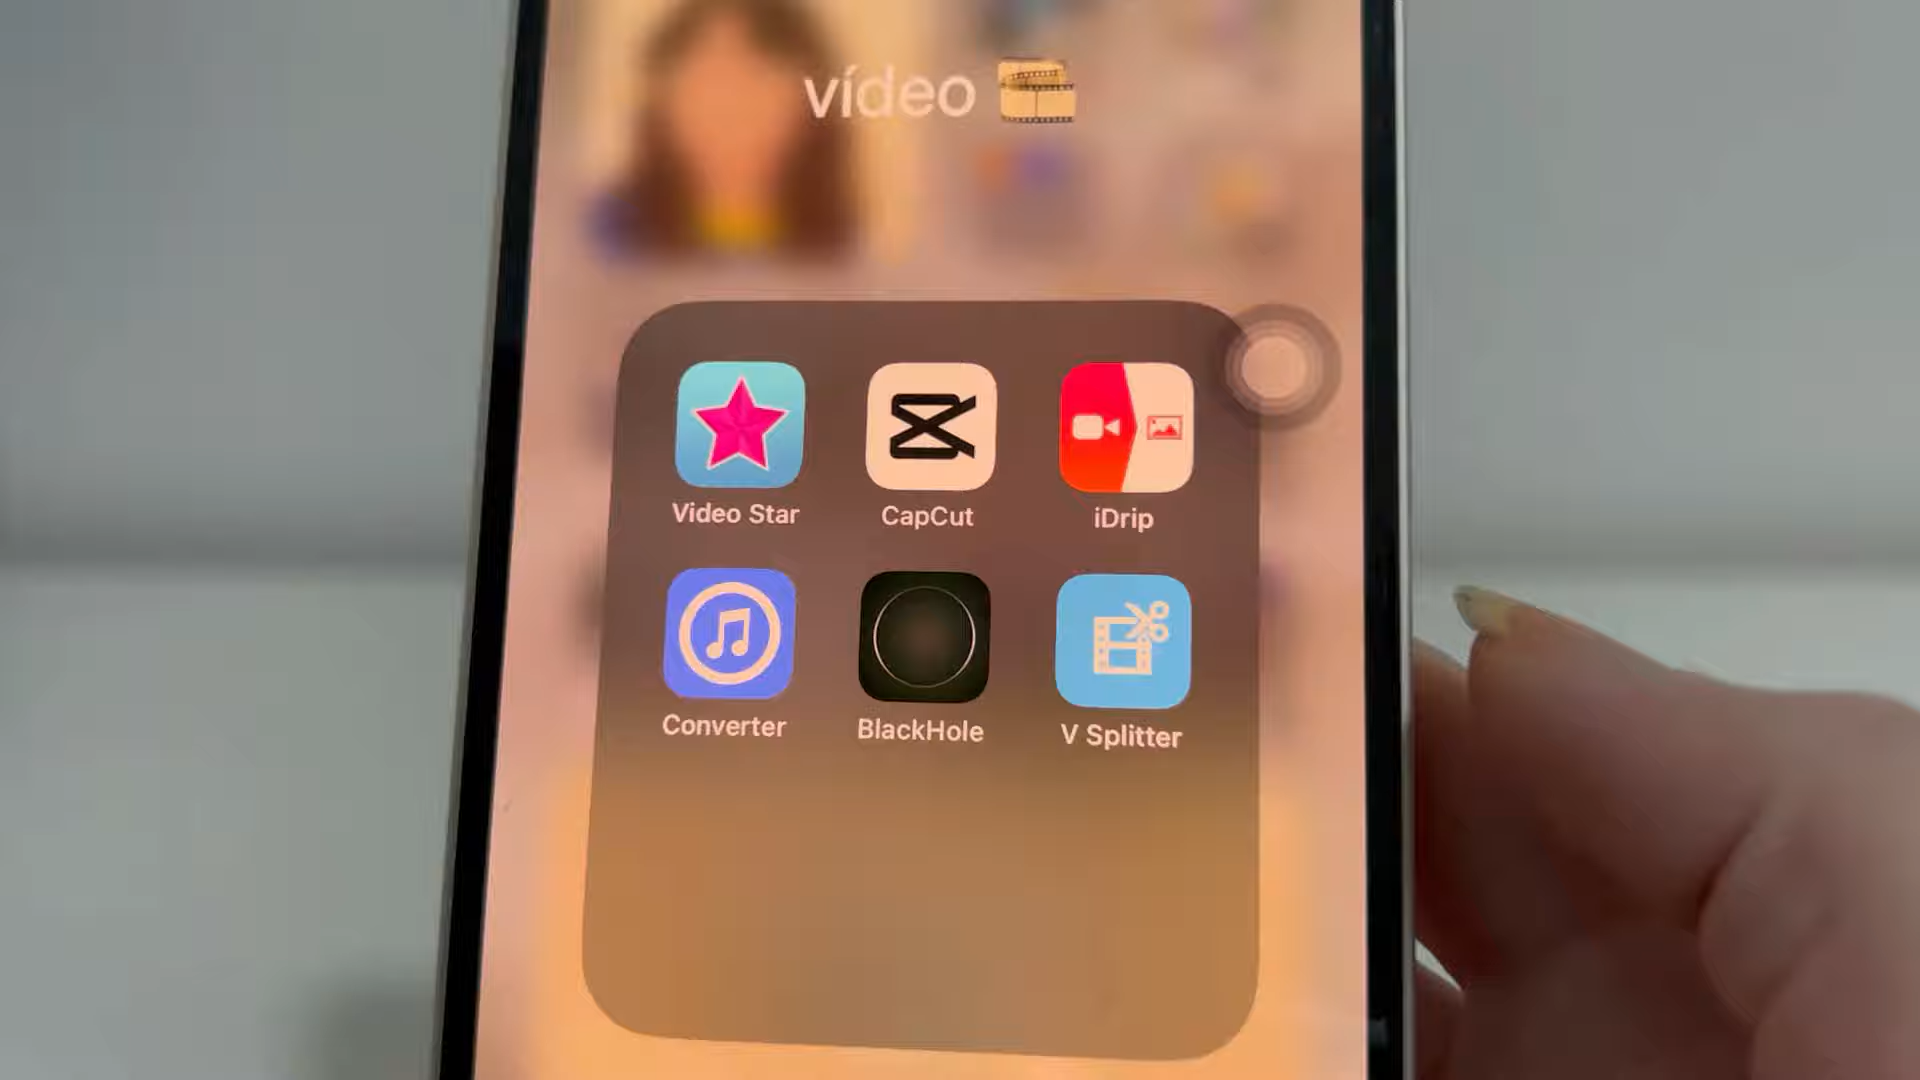 vídeo 🎞️
Video Star
CapCut
iDrip
Converter
BlackHole
V Splitter